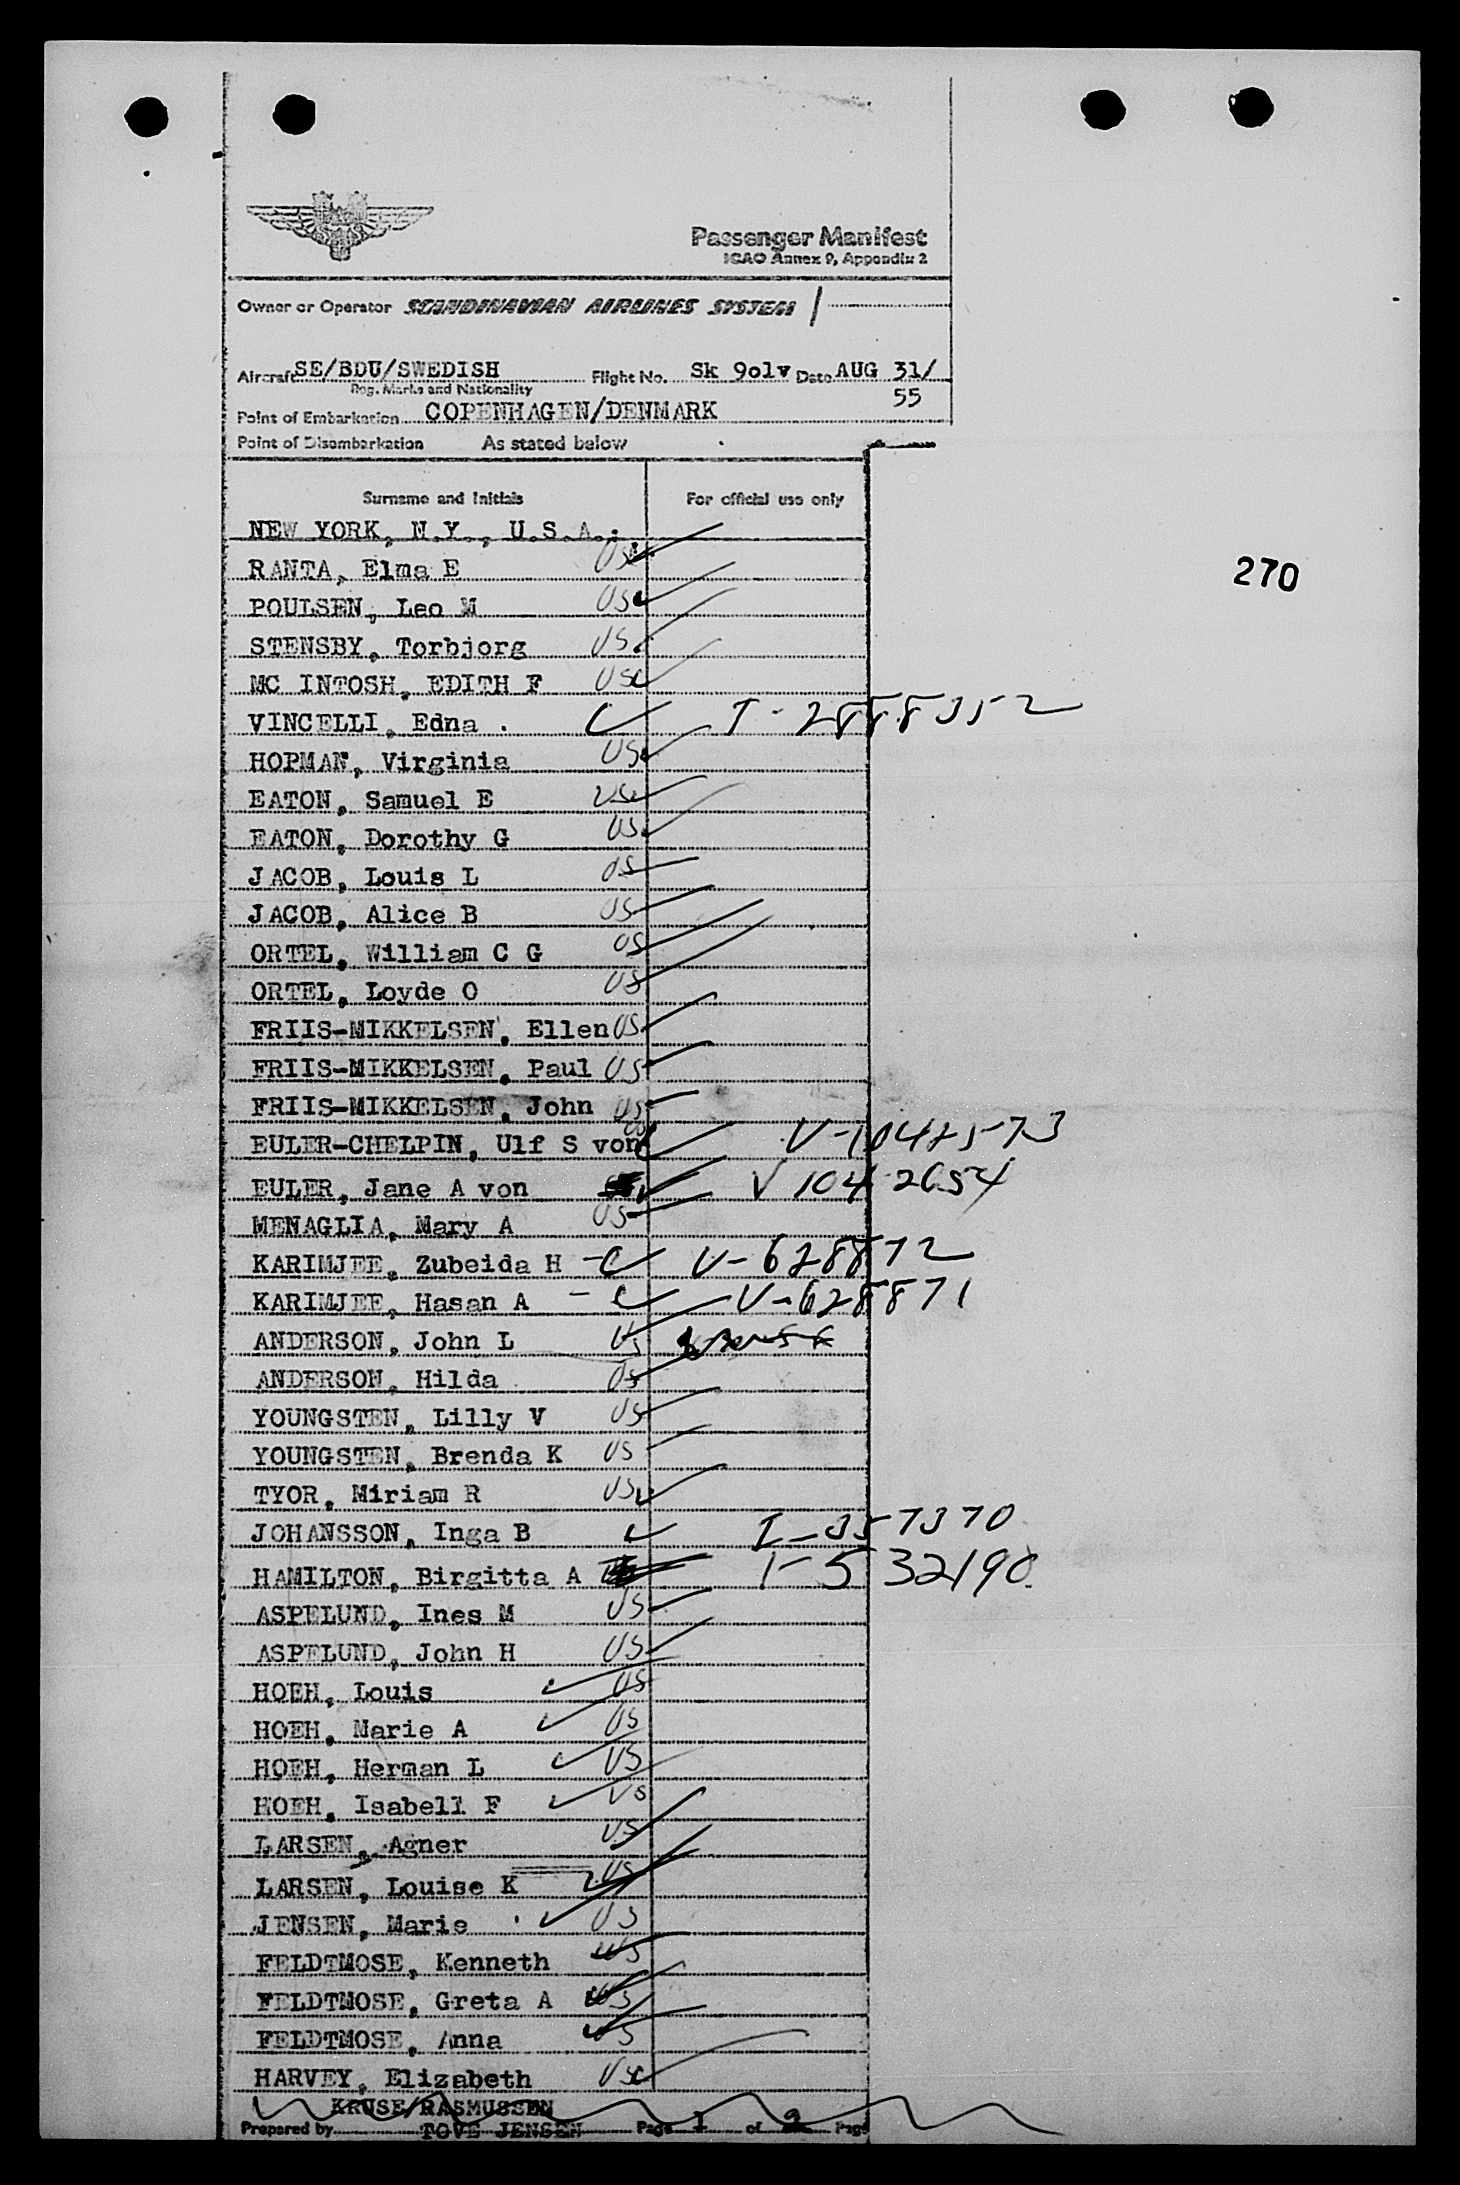 Passenger Manifest
ICAO Annex 9, Appendix 2
Owner or Operator SCANDINAVIAN AIRLINES SYSTEM
Aircraft SE/BDU/SWEDISH Flight No. Sk 9o1v Date AUG 31/
Reg. Marks and Nationality 55
Point of Embarkation COPENHAGEN/DENMARK
Point of Disembarkation As stated below
Surname and Initials For official use only
NEW YORK, N.Y., U.S.A.:
RANTA, Elma E US
270
POULSEN, Leo M US
STENSBY, Torbjorg US
MC INTOSH, EDITH F US
VINCELLI, Edna . I-2888352
HOPMAN, Virginia US
EATON, Samuel E US
EATON, Dorothy G US
JACOB, Louis L US
JACOB, Alice B US
ORTEL, William C G US
ORTEL, Loyde O US
FRIIS-MIKKELSEN, Ellen US
FRIIS-MIKKELSEN, Paul US
FRIIS-MIKKELSEN, John US
EULER-CHELPIN, Ulf S von
EULER, Jane A von V 1042654
MENAGLIA, Mary A US
KARIMJEE, Zubeida H V-628872
KARIMJEE, Hasan A V-628871
ANDERSON, John L US
ANDERSON, Hilda US
YOUNGSTEN, Lilly V US
YOUNGSTEN, Brenda K US
TYOR, Miriam R US
JOHANSSON, Inga B I-357370
HAMILTON, Birgitta A I-532190
ASPELUND, Ines M US
ASPELUND, John H US
HOEH, Louis US
HOEH, Marie A US
HOEH, Herman L US
HOEH, Isabell F US
LARSEN, Agner US
LARSEN, Louise K US
JENSEN, Marie US
FELDTMOSE, Kenneth US
FELDTMOSE, Greta A US
FELDTMOSE, Anna US
HARVEY, Elizabeth US
KRUSE/RASMUSSEN
Prepared by TOVE JENSEN Page 1 of 2 Page